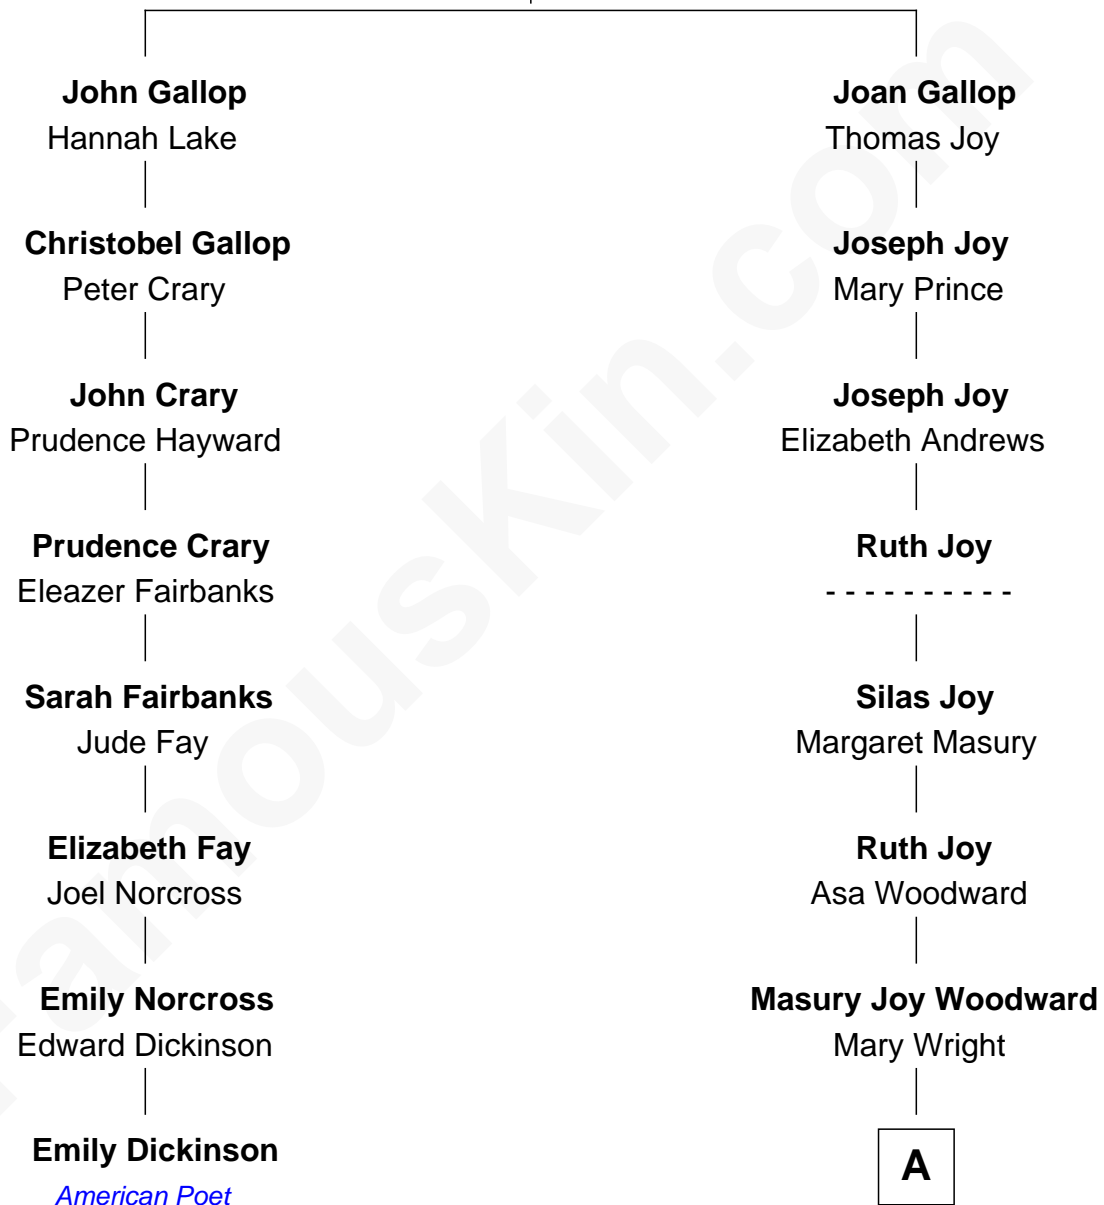 John Gallop
Hannah Lake
Joan Gallop
Thomas Joy
Christobel Gallop
Peter Crary
Joseph Joy
Mary Prince
John Crary
Prudence Hayward
Joseph Joy
Elizabeth Andrews
Prudence Crary
Eleazer Fairbanks
Ruth Joy
- - - - - - - - - -
Sarah Fairbanks
Jude Fay
Silas Joy
Margaret Masury
Elizabeth Fay
Joel Norcross
Ruth Joy
Asa Woodward
Emily Norcross
Edward Dickinson
Masury Joy Woodward
Mary Wright
Emily Dickinson
American Poet
A
FamousKin.com